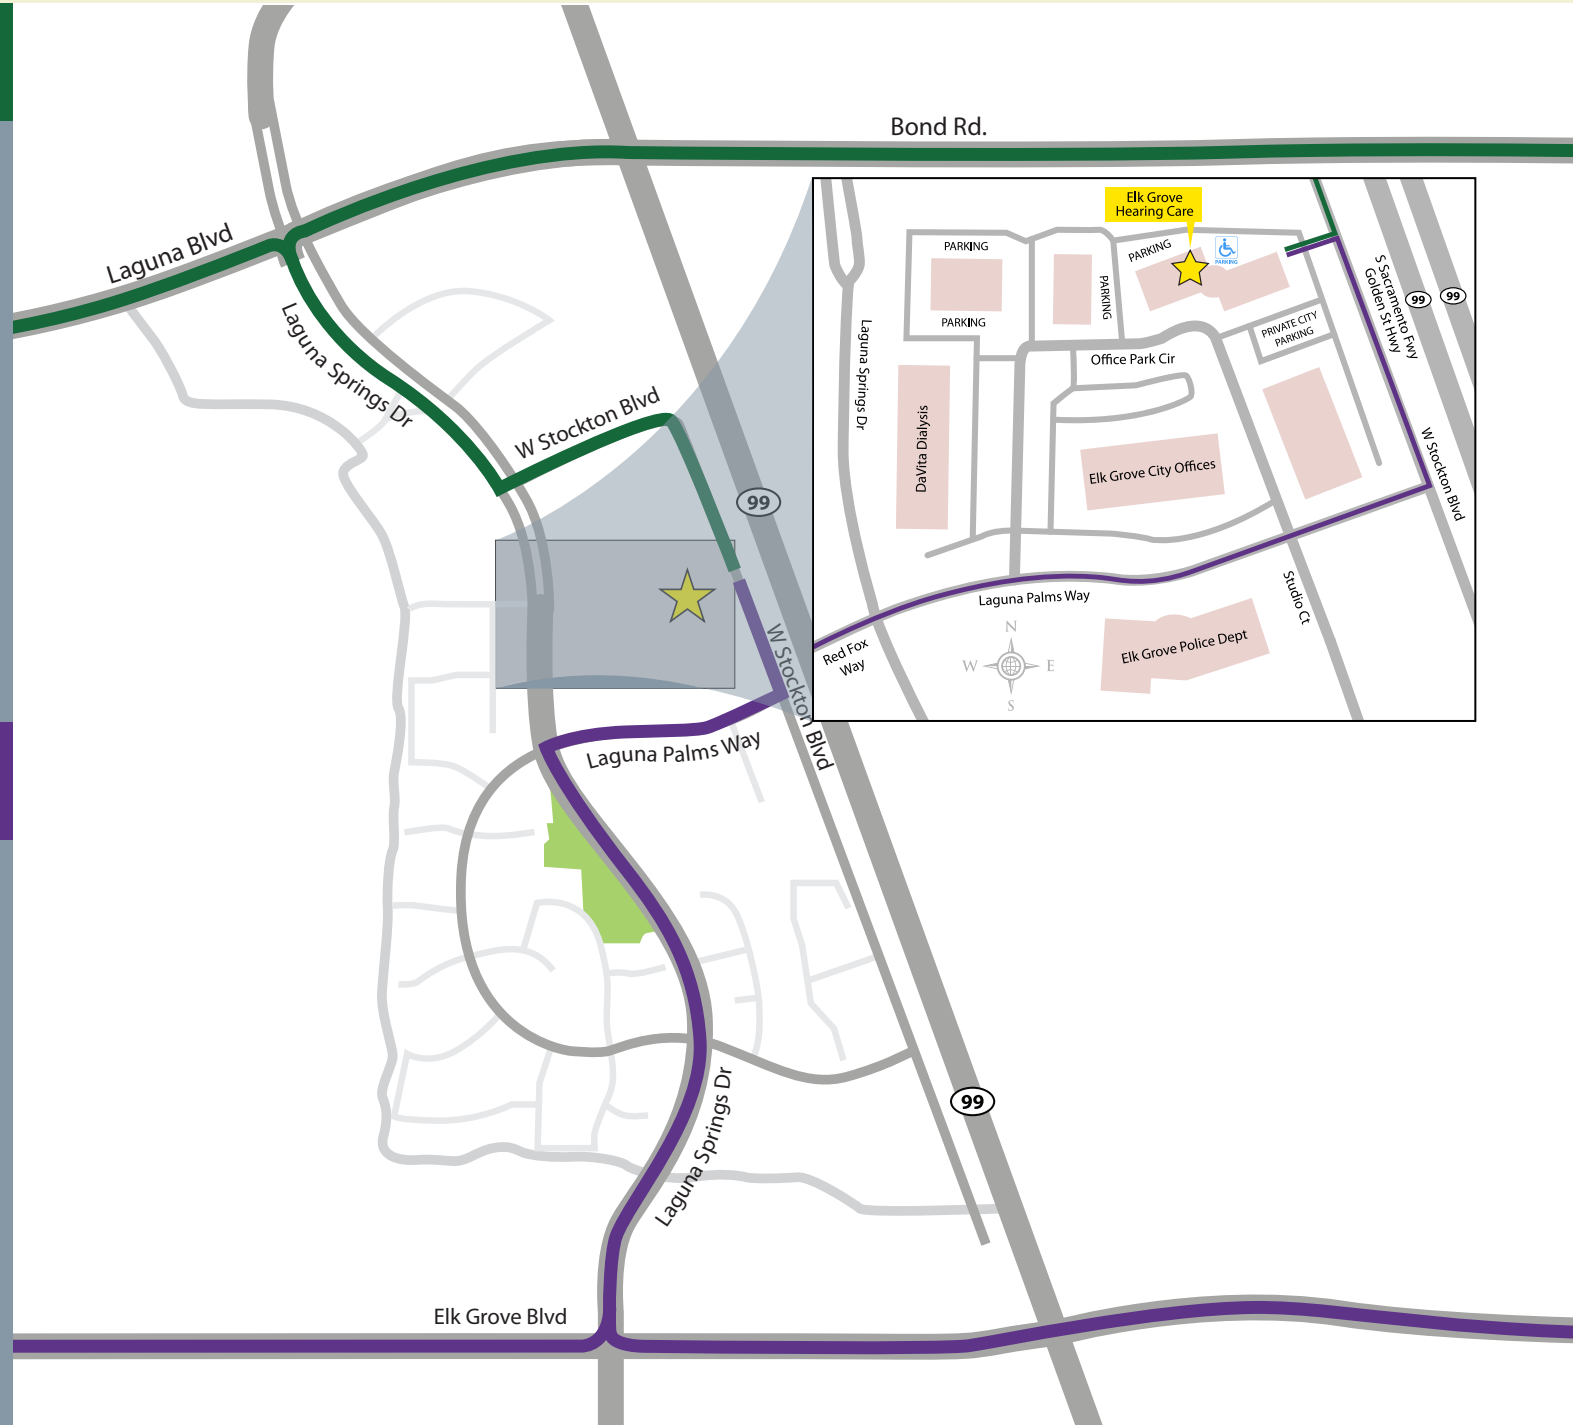 Bond Rd.
Laguna Blvd
Laguna Springs Dr
W Stockton Blvd
99
W Stockton Blvd
Laguna Palms Way
Laguna Springs Dr
99
Elk Grove Blvd
Elk Grove
Hearing Care
PARKING
PARKING
PARKING
PARKING
PARKING
Laguna Springs Dr
S Sacramento Fwy
Golden St Hwy
99
99
PRIVATE CITY
PARKING
Office Park Cir
DaVita Dialysis
Elk Grove City Offices
W Stockton Blvd
Laguna Palms Way
Studio Ct
Red Fox
Way
Elk Grove Police Dept
N
W
E
S